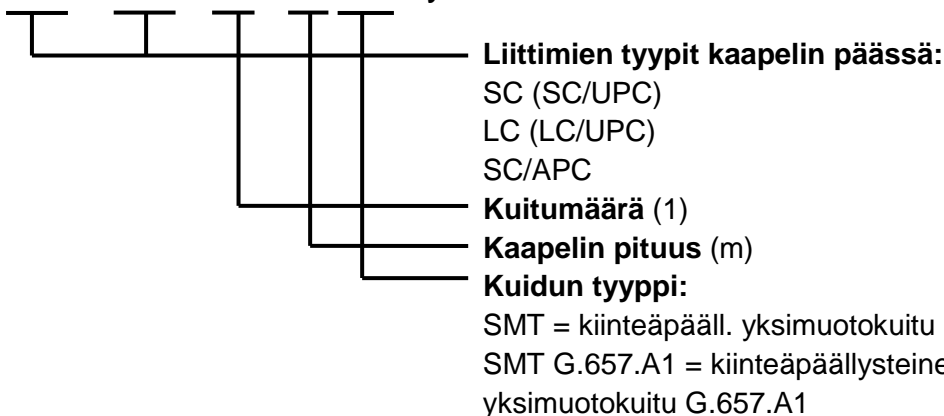 Liittimien tyypit kaapelin päässä:
SC (SC/UPC)
LC (LC/UPC)
SC/APC
Kuitumäärä (1)
Kaapelin pituus (m)
Kuidun tyyppi:
SMT = kiinteäpääll. yksimuotokuitu
SMT G.657.A1 = kiinteäpäällysteine
yksimuotokuitu G.657.A1